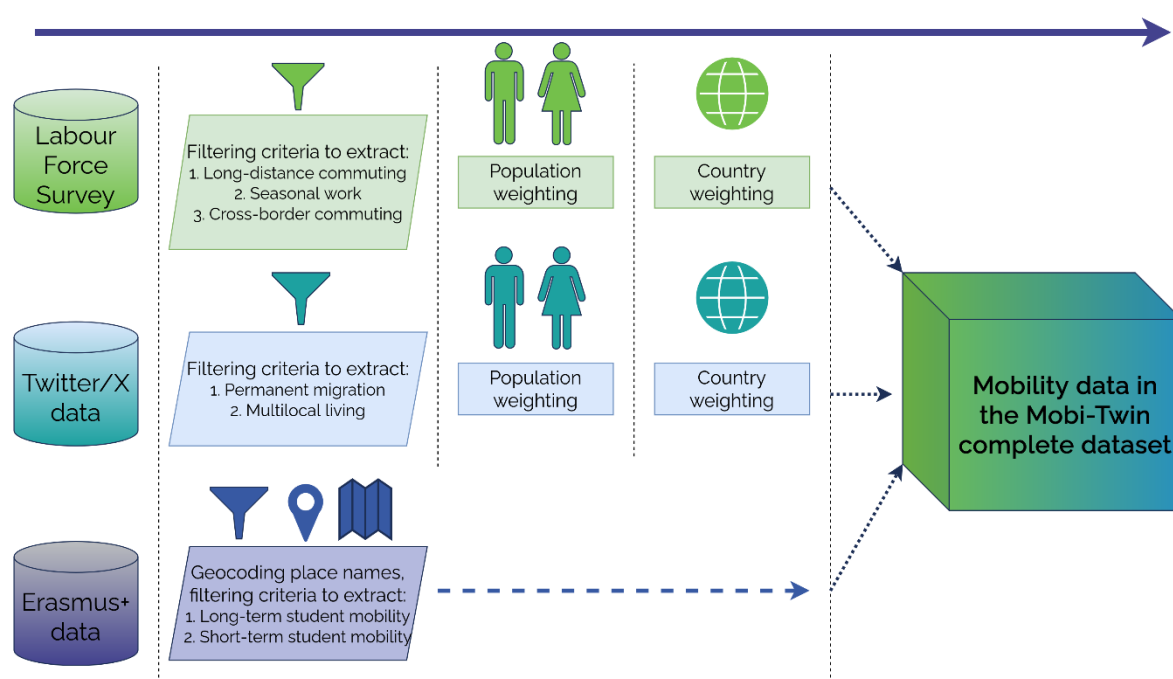 Labour
Force
Survey
Filtering criteria to extract:
1. Long-distance commuting
2. Seasonal work
3. Cross-border commuting
Population
weighting
Country
weighting
Twitter/X
data
Filtering criteria to extract:
1. Permanent migration
2. Multilocal living
Population
weighting
Country
weighting
Erasmus+
data
Geocoding place names,
filtering criteria to extract:
1. Long-term student mobility
2. Short-term student mobility
Mobility data in
the Mobi-Twin
complete dataset